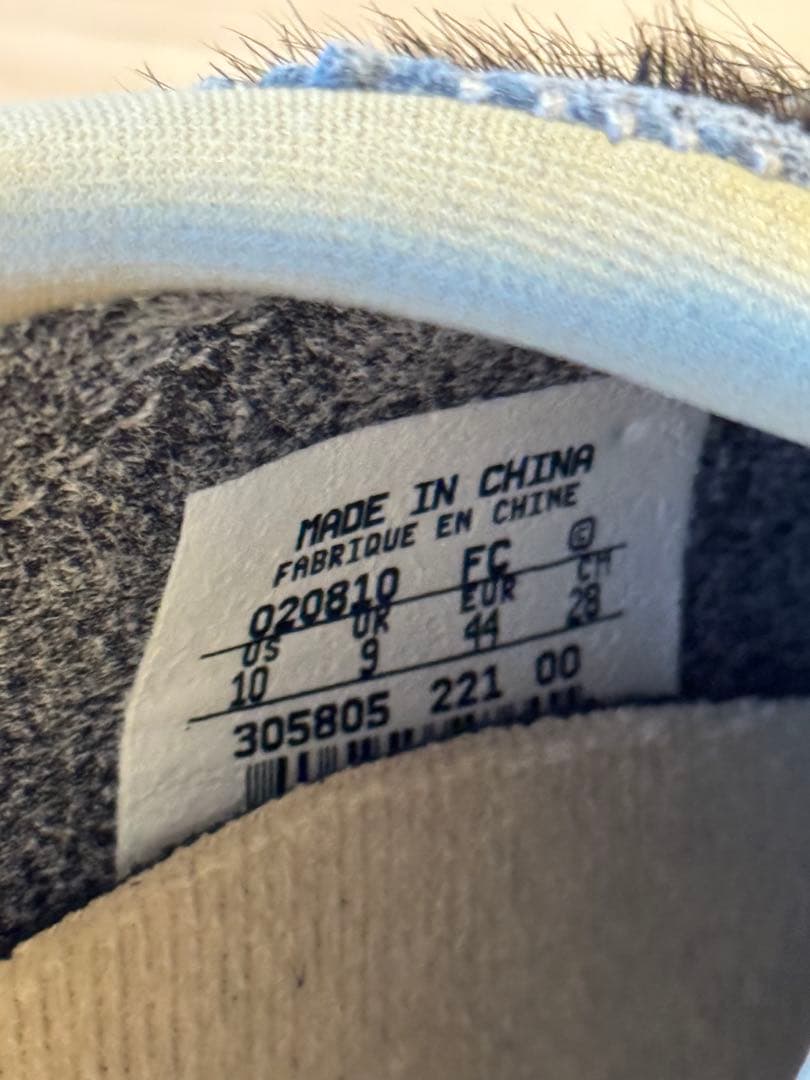 MADE IN CHINA
FABRIQUE EN CHINE
020810 FC ©
US UK EUR CM
10 9 44 28
305805 221 00